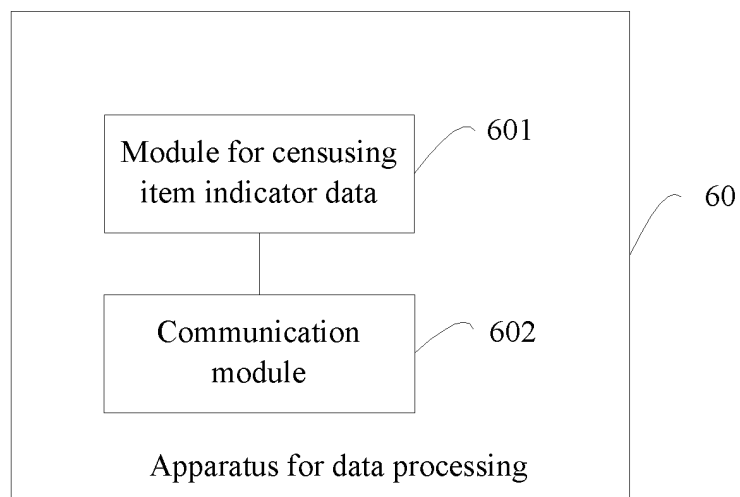 Module for censusing
item indicator data
601
60
Communication
module
602
Apparatus for data processing